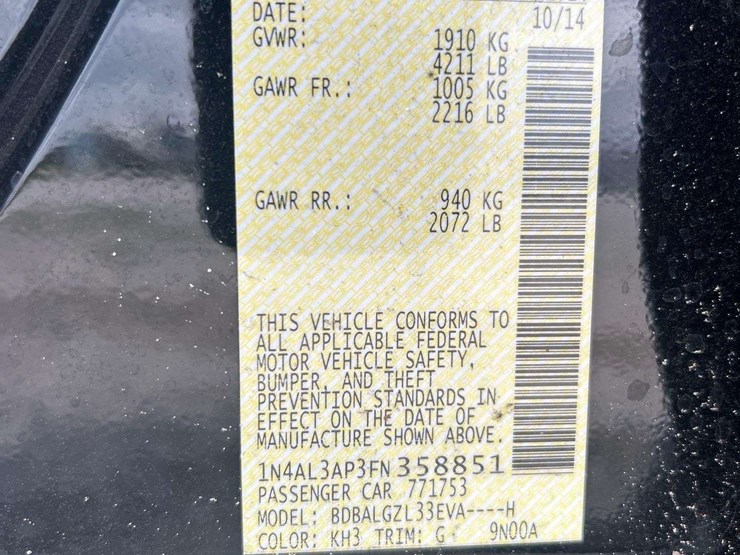 DATE: 10/14
GVWR: 1910 KG
4211 LB
GAWR FR.: 1005 KG
2216 LB
GAWR RR.: 940 KG
2072 LB
THIS VEHICLE CONFORMS TO
ALL APPLICABLE FEDERAL
MOTOR VEHICLE SAFETY,
BUMPER, AND THEFT
PREVENTION STANDARDS IN
EFFECT ON THE DATE OF
MANUFACTURE SHOWN ABOVE.
1N4AL3AP3FN358851
PASSENGER CAR 771753
MODEL: BDBALGZL33EVA----H
COLOR: KH3 TRIM: G 9N00A